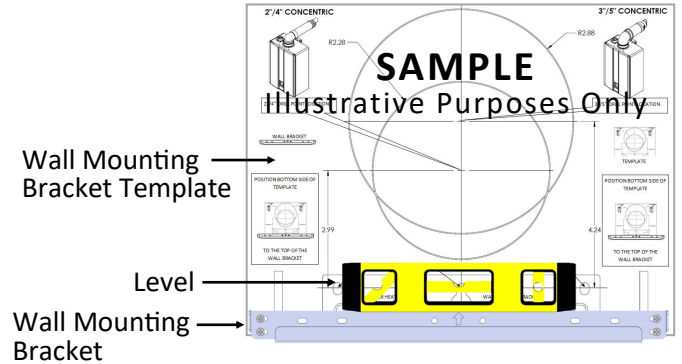 2"/4" CONCENTRIC
3"/5" CONCENTRIC
R2.28
R2.88
SAMPLE
Illustrative Purposes Only
WALL BRACKET
TEMPLATE
Wall Mounting
Bracket Template
POSITION BOTTOM SIDE OF
TEMPLATE
TO THE TOP OF THE
WALL BRACKET
POSITION BOTTOM SIDE OF
TEMPLATE
TO THE TOP OF THE
WALL BRACKET
2.99
4.24
Level
Wall Mounting
Bracket